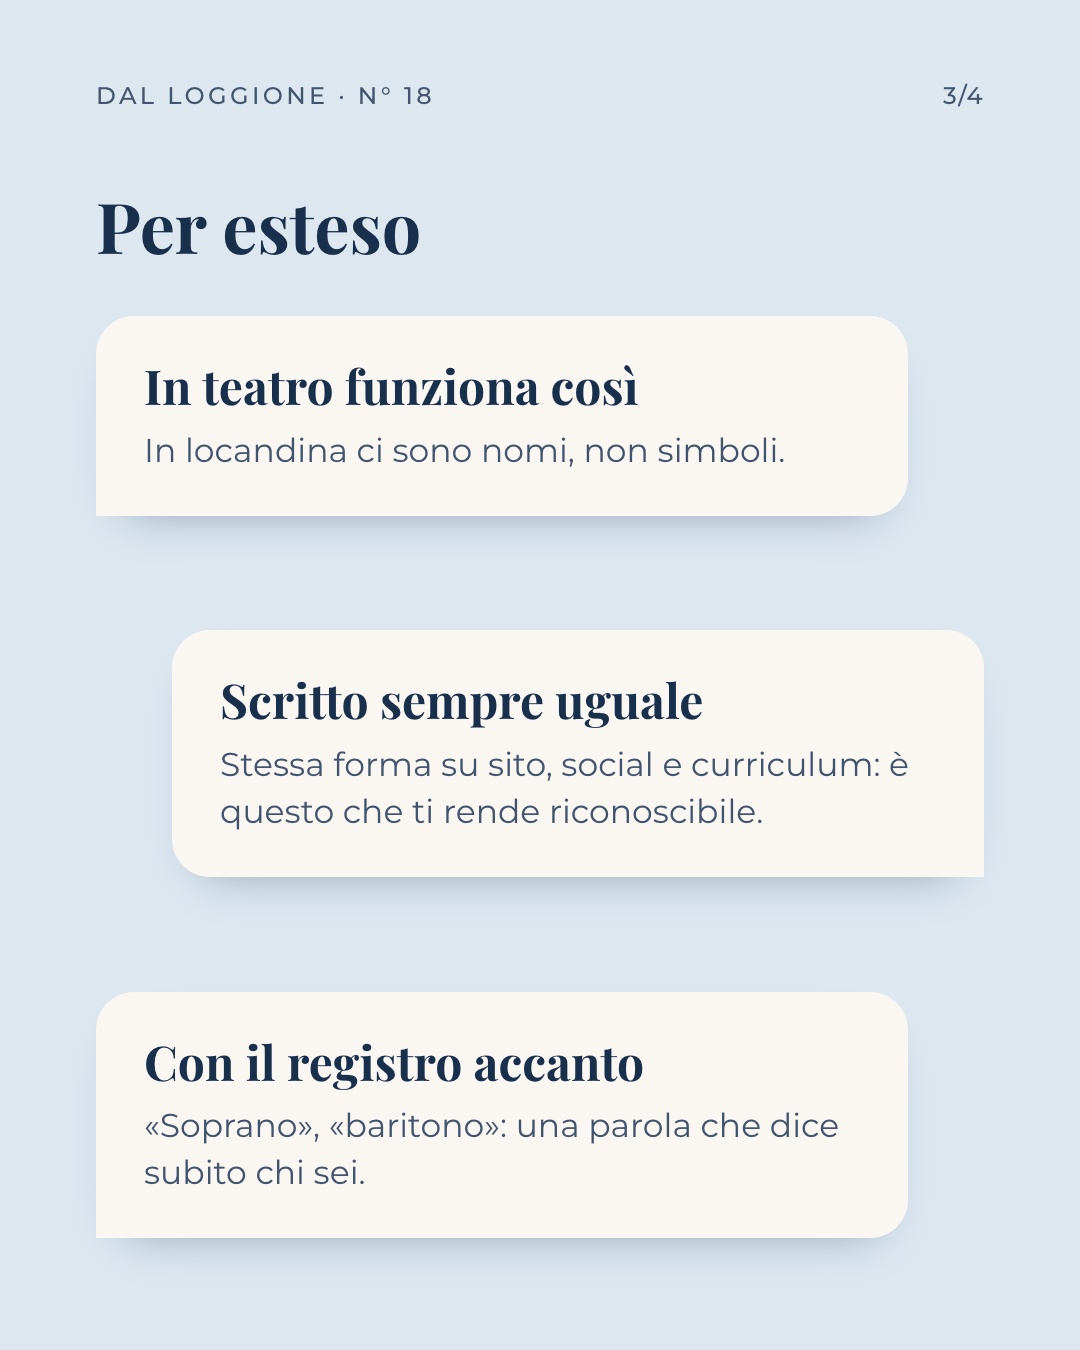 DAL LOGGIONE · N° 18
3/4
Per esteso
In teatro funziona così
In locandina ci sono nomi, non simboli.
Scritto sempre uguale
Stessa forma su sito, social e curriculum: è
questo che ti rende riconoscibile.
Con il registro accanto
«Soprano», «baritono»: una parola che dice
subito chi sei.